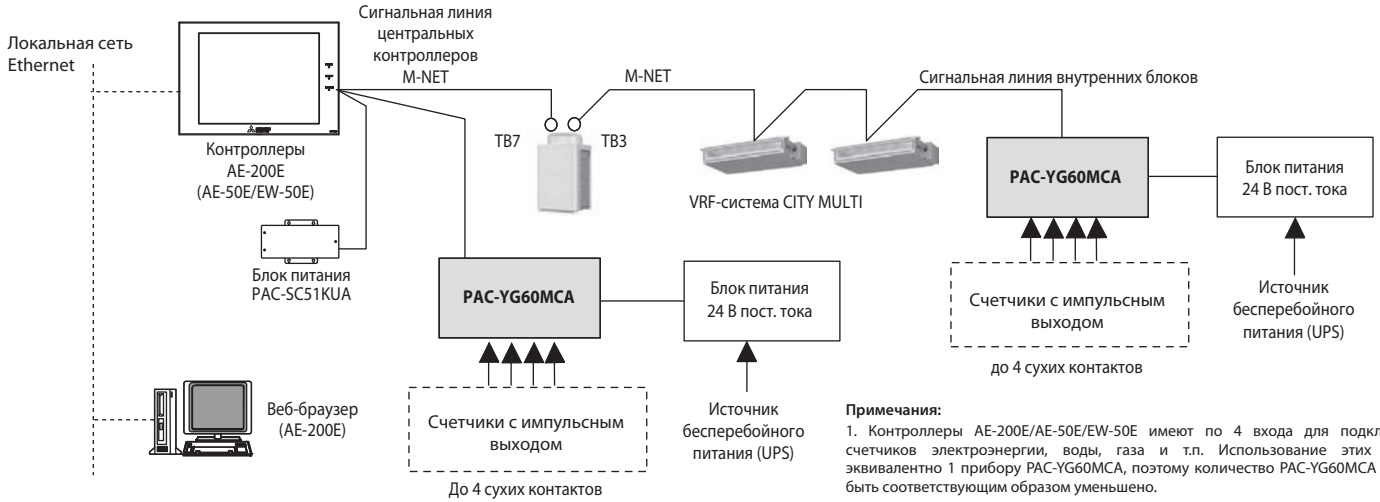 Локальная сеть
Ethernet
Сигнальная линия
центральных
контроллеров
M-NET
M-NET
Сигнальная линия внутренних блоков
TB7
TB3
Контроллеры
AE-200E
(AE-50E/EW-50E)
VRF-система CITY MULTI
PAC-YG60MCA
Блок питания
24 В пост. тока
Блок питания
PAC-SC51KUA
PAC-YG60MCA
Блок питания
24 В пост. тока
Счетчики с импульсным
выходом
Источник
бесперебойного
питания (UPS)
до 4 сухих контактов
Веб-браузер
(AE-200E)
Счетчики с импульсным
выходом
Источник
бесперебойного
питания (UPS)
До 4 сухих контактов
Примечания:
1. Контроллеры AE-200E/AE-50E/EW-50E имеют по 4 входа для подкл
счетчиков электроэнергии, воды, газа и т.п. Использование этих
эквивалентно 1 прибору PAC-YG60MCA, поэтому количество PAC-YG60MCA
быть соответствующим образом уменьшено.